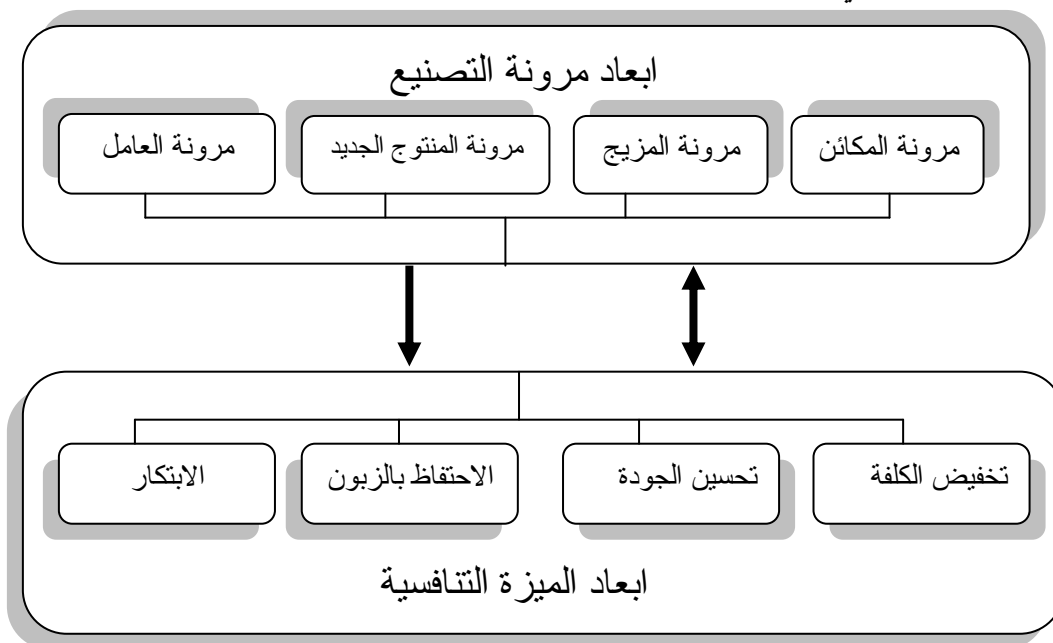 ابعاد مرونة التصنيع
مرونة المكائن
مرونة المزيج
مرونة المنتوج الجديد
مرونة العامل
تخفيض الكلفة
تحسين الجودة
الاحتفاظ بالزبون
الابتكار
ابعاد الميزة التنافسية